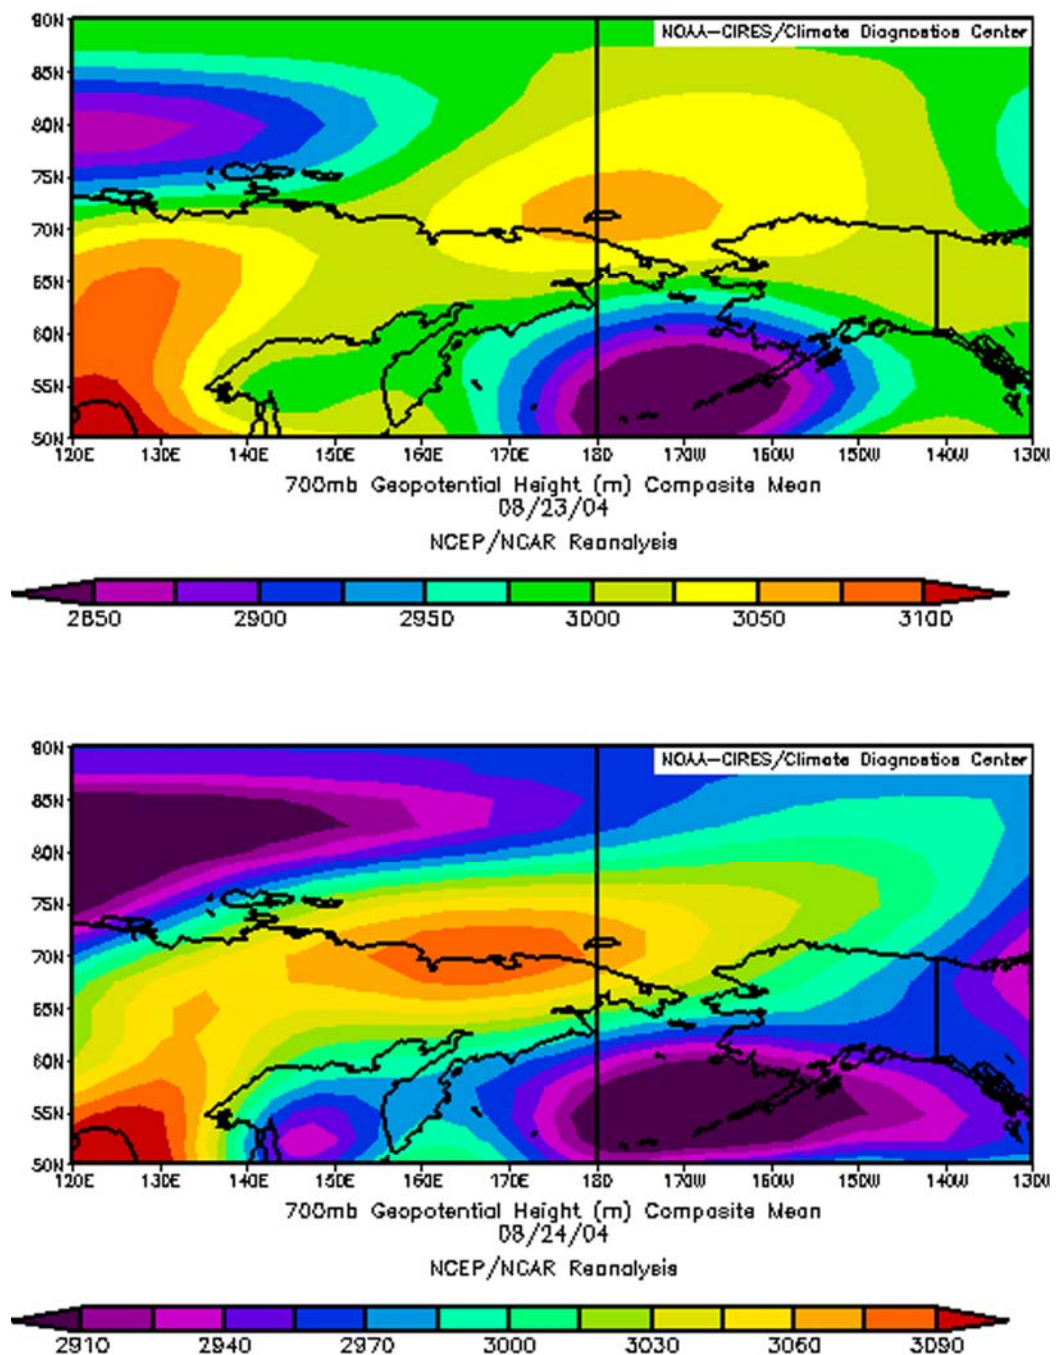 90N
NOAA-CIRES/Climate Diagnostics Center
85N
80N
75N
70N
65N
60N
55N
50N
120E 130E 140E 150E 160E 170E 180 170W 160W 150W 140W 130W
700mb Geopotential Height (m) Composite Mean
08/23/04
NCEP/NCAR Reanalysis
2850 2900 2950 3000 3050 3100
90N
NOAA-CIRES/Climate Diagnostics Center
85N
80N
75N
70N
65N
60N
55N
50N
120E 130E 140E 150E 160E 170E 180 170W 160W 150W 140W 130W
700mb Geopotential Height (m) Composite Mean
08/24/04
NCEP/NCAR Reanalysis
2910 2940 2970 3000 3030 3060 3090